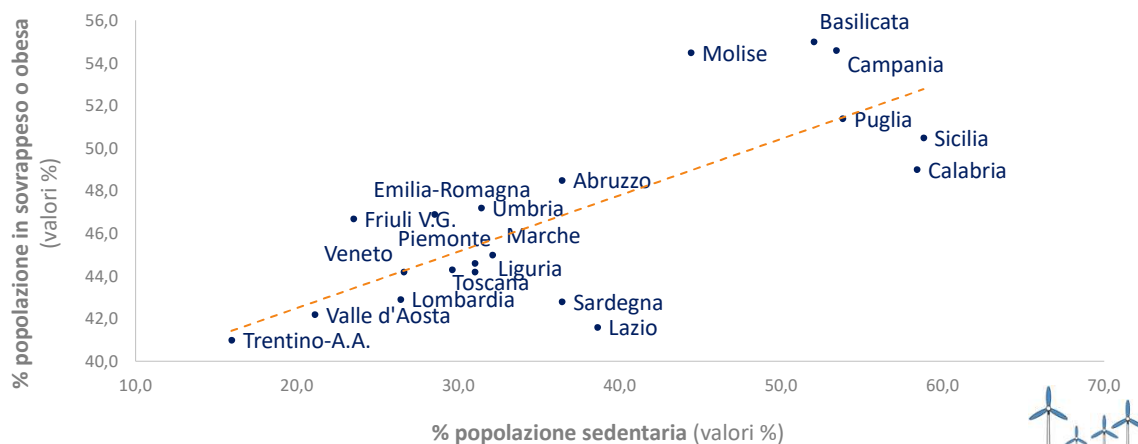 % popolazione in sovrappeso o obesa
(valori %)
56,0
54,0
52,0
50,0
48,0
46,0
44,0
42,0
40,0
Basilicata
Molise
Campania
Puglia
Sicilia
Calabria
Abruzzo
Emilia-Romagna
Umbria
Friuli V.G.
Piemonte
Marche
Veneto
Liguria
Toscana
Lombardia
Sardegna
Valle d'Aosta
Lazio
Trentino-A.A.
10,0 20,0 30,0 40,0 50,0 60,0 70,0
% popolazione sedentaria (valori %)